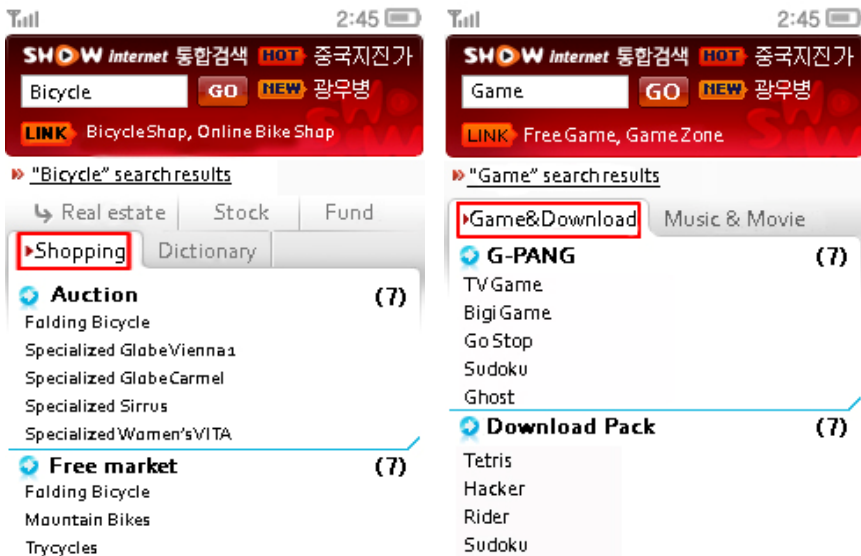 2:45
SHOW internet 통합검색 HOT 중국지진가
Bicycle GO NEW 광우병
LINK BicycleShop, Online Bike Shop
"Bicycle" search results
Real estate Stock Fund
Shopping Dictionary
Auction (7)
Folding Bicycle
Specialized GlobeVienna1
Specialized GlobeCarmel
Specialized Sirrus
Specialized Women'sVITA
Free market (7)
Folding Bicycle
Mountain Bikes
Trycycles
2:45
SHOW internet 통합검색 HOT 중국지진가
Game GO NEW 광우병
LINK Free Game, Game Zone
"Game" search results
Game&Download Music & Movie
G-PANG (7)
TV Game
Bigi Game
Go Stop
Sudoku
Ghost
Download Pack (7)
Tetris
Hacker
Rider
Sudoku